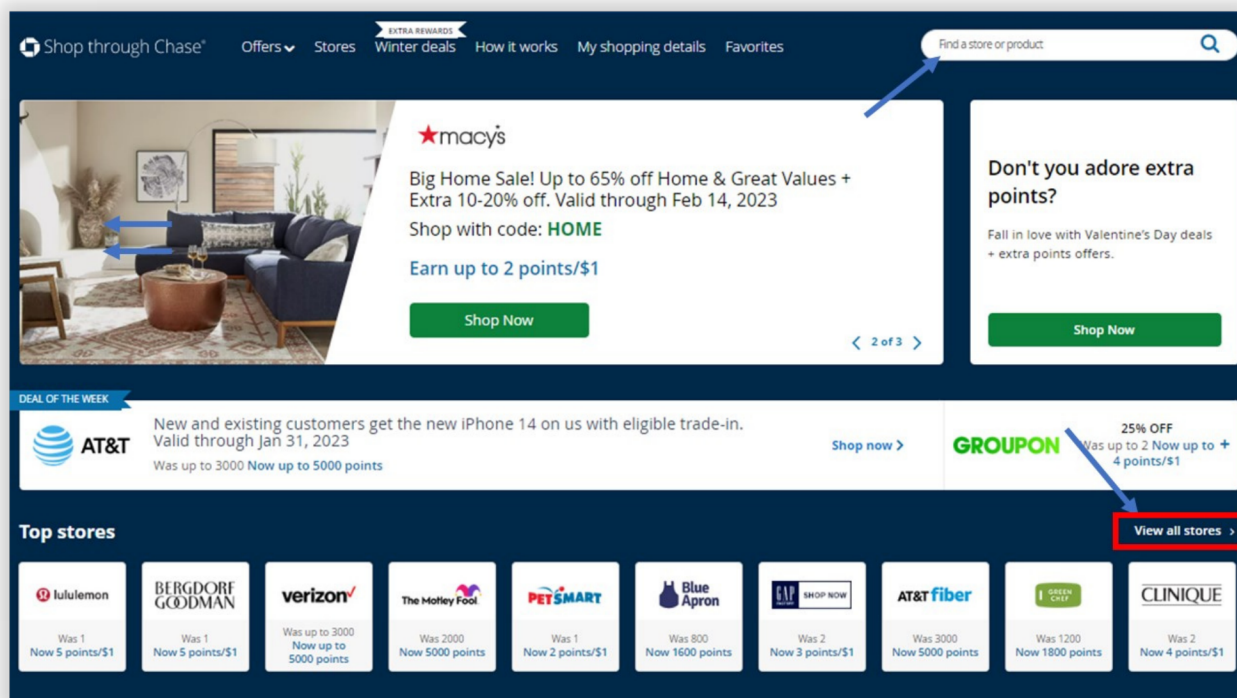 Shop through Chase®
Offers
Stores
EXTRA REWARDS
Winter deals
How it works
My shopping details
Favorites
Find a store or product
★macy's
Big Home Sale! Up to 65% off Home & Great Values +
Extra 10-20% off. Valid through Feb 14, 2023
Shop with code: HOME
Earn up to 2 points/$1
Shop Now
2 of 3
Don't you adore extra
points?
Fall in love with Valentine's Day deals
+ extra points offers.
Shop Now
DEAL OF THE WEEK
AT&T
New and existing customers get the new iPhone 14 on us with eligible trade-in.
Valid through Jan 31, 2023
Was up to 3000 Now up to 5000 points
Shop now
GROUPON
25% OFF
Was up to 2 Now up to +
4 points/$1
Top stores
View all stores
lululemon
Was 1
Now 5 points/$1
BERGDORF
GOODMAN
Was 1
Now 5 points/$1
verizon
Was up to 3000
Now up to
5000 points
The Motley Fool
Was 2000
Now 5000 points
PETSMART
Was 1
Now 2 points/$1
Blue
Apron
Was 800
Now 1600 points
GAP
SHOP NOW
Was 2
Now 3 points/$1
AT&T fiber
Was 3000
Now 5000 points
GREEN
CHEF
Was 1200
Now 1800 points
CLINIQUE
Was 2
Now 4 points/$1